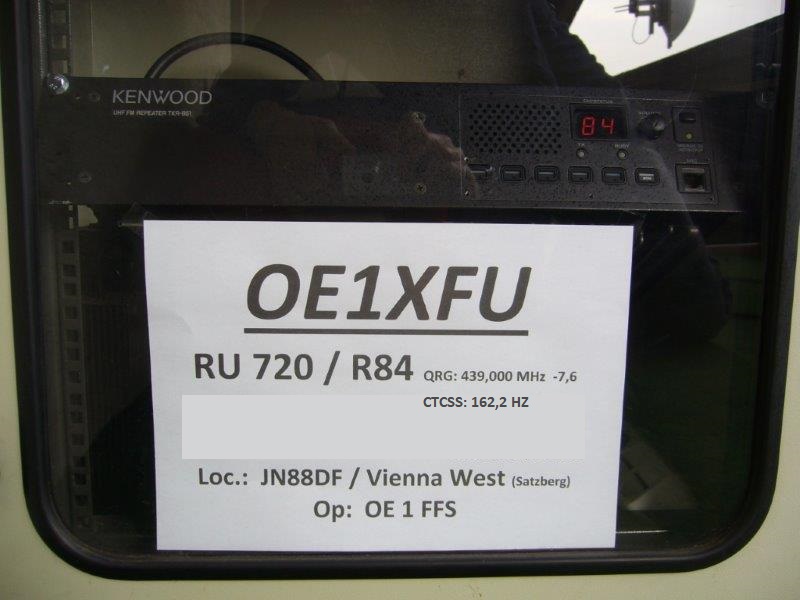 KENWOOD
UHF FM REPEATER TKR-851
84
BUSY
OE1XFU
RU 720 / R84 QRG: 439,000 MHz -7,6
CTCSS: 162,2 HZ
Loc.: JN88DF / Vienna West (Satzberg)
Op: OE 1 FFS